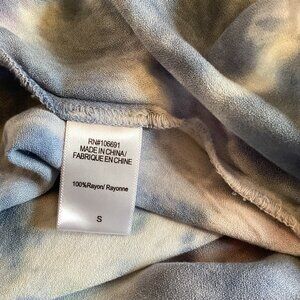 RN#106691
MADE IN CHINA/
FABRIQUE EN CHINE
100%Rayon/ Rayonne
S